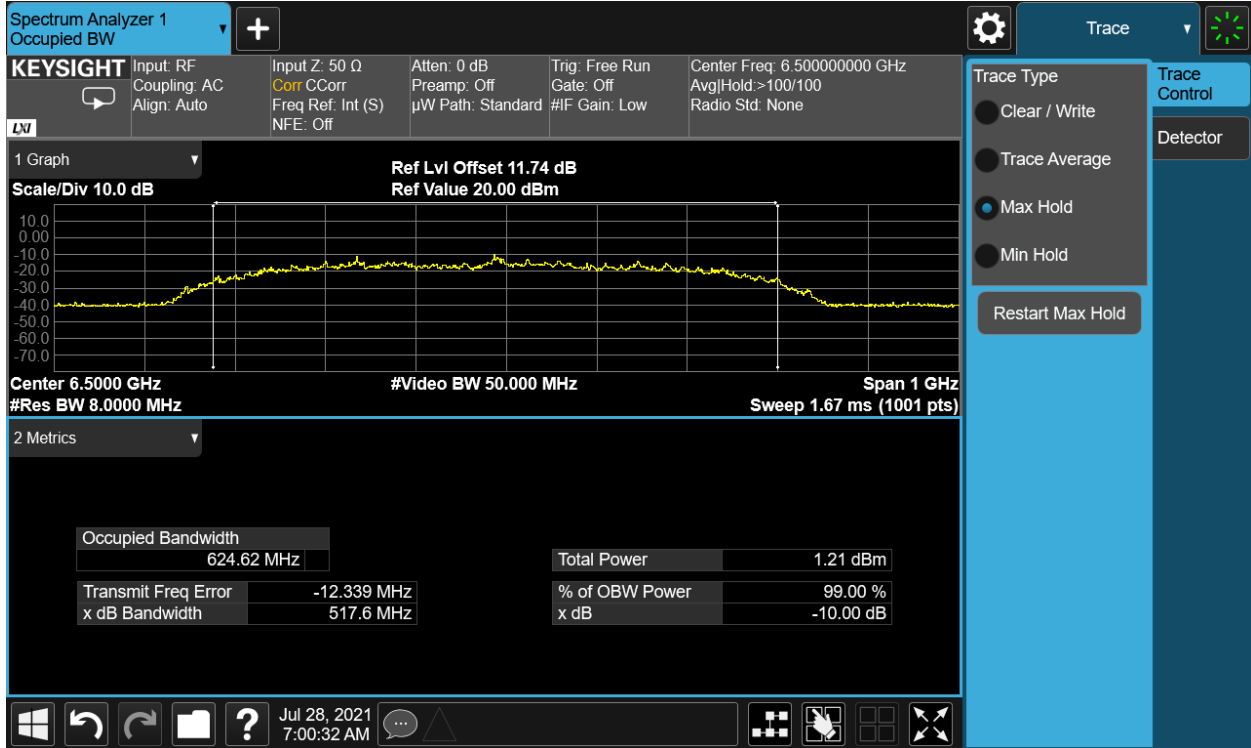 Spectrum Analyzer 1
Occupied BW
+
Trace
KEYSIGHT
LXI
Input: RF
Coupling: AC
Align: Auto
Input Z: 50 Ω
Corr CCorr
Freq Ref: Int (S)
NFE: Off
Atten: 0 dB
Preamp: Off
µW Path: Standard
Trig: Free Run
Gate: Off
#IF Gain: Low
Center Freq: 6.500000000 GHz
Avg|Hold:>100/100
Radio Std: None
1 Graph
Scale/Div 10.0 dB
Ref Lvl Offset 11.74 dB
Ref Value 20.00 dBm
10.0
0.00
-10.0
-20.0
-30.0
-40.0
-50.0
-60.0
-70.0
Center 6.5000 GHz
#Video BW 50.000 MHz
Span 1 GHz
#Res BW 8.0000 MHz
Sweep 1.67 ms (1001 pts)
2 Metrics
Occupied Bandwidth
624.62 MHz
Total Power 1.21 dBm
Transmit Freq Error -12.339 MHz
% of OBW Power 99.00 %
x dB Bandwidth 517.6 MHz
x dB -10.00 dB
Trace Type
Clear / Write
Trace Average
Max Hold
Min Hold
Restart Max Hold
Trace
Control
Detector
?
Jul 28, 2021
7:00:32 AM